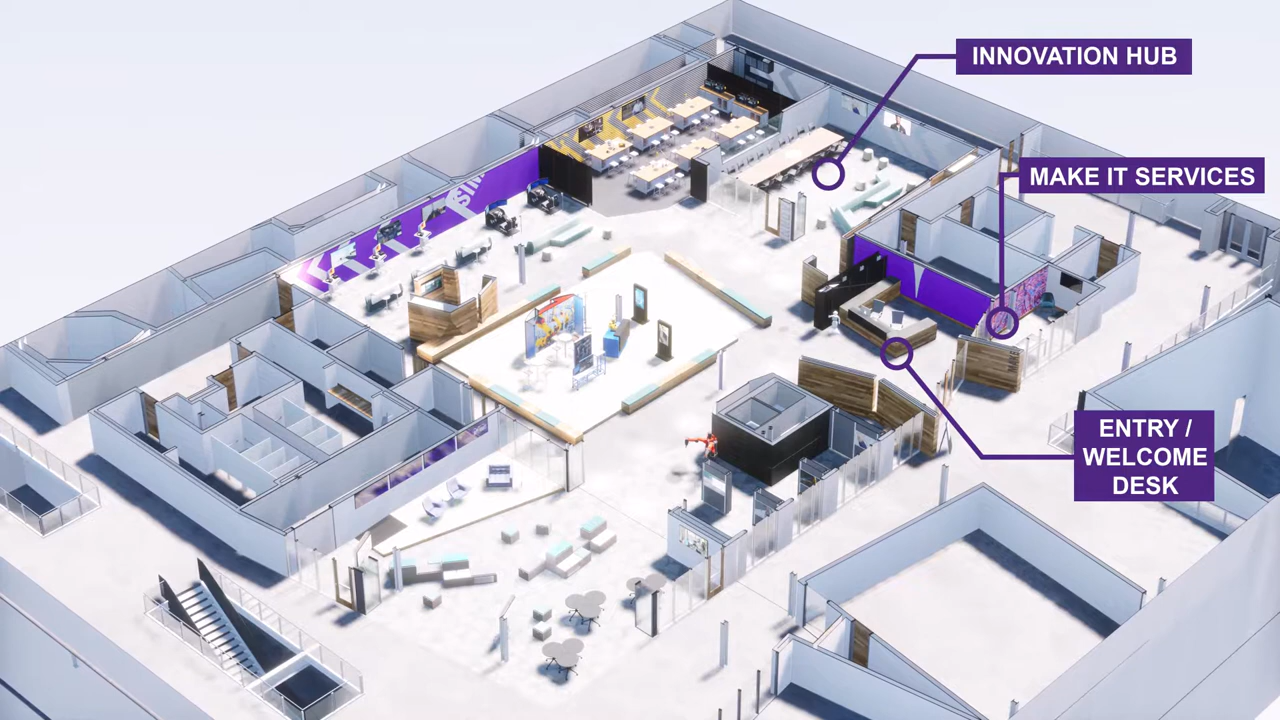 INNOVATION HUB
MAKE IT SERVICES
ENTRY /
WELCOME
DESK